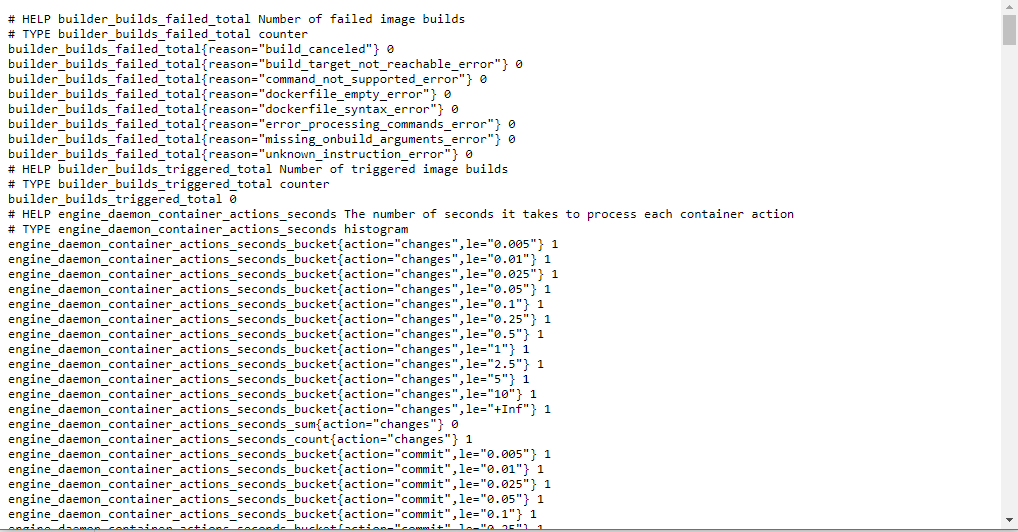 # HELP builder_builds_failed_total Number of failed image builds
# TYPE builder_builds_failed_total counter
builder_builds_failed_total{reason="build_canceled"} 0
builder_builds_failed_total{reason="build_target_not_reachable_error"} 0
builder_builds_failed_total{reason="command_not_supported_error"} 0
builder_builds_failed_total{reason="dockerfile_empty_error"} 0
builder_builds_failed_total{reason="dockerfile_syntax_error"} 0
builder_builds_failed_total{reason="error_processing_commands_error"} 0
builder_builds_failed_total{reason="missing_onbuild_arguments_error"} 0
builder_builds_failed_total{reason="unknown_instruction_error"} 0
# HELP builder_builds_triggered_total Number of triggered image builds
# TYPE builder_builds_triggered_total counter
builder_builds_triggered_total 0
# HELP engine_daemon_container_actions_seconds The number of seconds it takes to process each container action
# TYPE engine_daemon_container_actions_seconds histogram
engine_daemon_container_actions_seconds_bucket{action="changes",le="0.005"} 1
engine_daemon_container_actions_seconds_bucket{action="changes",le="0.01"} 1
engine_daemon_container_actions_seconds_bucket{action="changes",le="0.025"} 1
engine_daemon_container_actions_seconds_bucket{action="changes",le="0.05"} 1
engine_daemon_container_actions_seconds_bucket{action="changes",le="0.1"} 1
engine_daemon_container_actions_seconds_bucket{action="changes",le="0.25"} 1
engine_daemon_container_actions_seconds_bucket{action="changes",le="0.5"} 1
engine_daemon_container_actions_seconds_bucket{action="changes",le="1"} 1
engine_daemon_container_actions_seconds_bucket{action="changes",le="2.5"} 1
engine_daemon_container_actions_seconds_bucket{action="changes",le="5"} 1
engine_daemon_container_actions_seconds_bucket{action="changes",le="10"} 1
engine_daemon_container_actions_seconds_bucket{action="changes",le="+Inf"} 1
engine_daemon_container_actions_seconds_sum{action="changes"} 0
engine_daemon_container_actions_seconds_count{action="changes"} 1
engine_daemon_container_actions_seconds_bucket{action="commit",le="0.005"} 1
engine_daemon_container_actions_seconds_bucket{action="commit",le="0.01"} 1
engine_daemon_container_actions_seconds_bucket{action="commit",le="0.025"} 1
engine_daemon_container_actions_seconds_bucket{action="commit",le="0.05"} 1
engine_daemon_container_actions_seconds_bucket{action="commit",le="0.1"} 1
engine_daemon_container_actions_seconds_bucket{action="commit",le="0.25"} 1